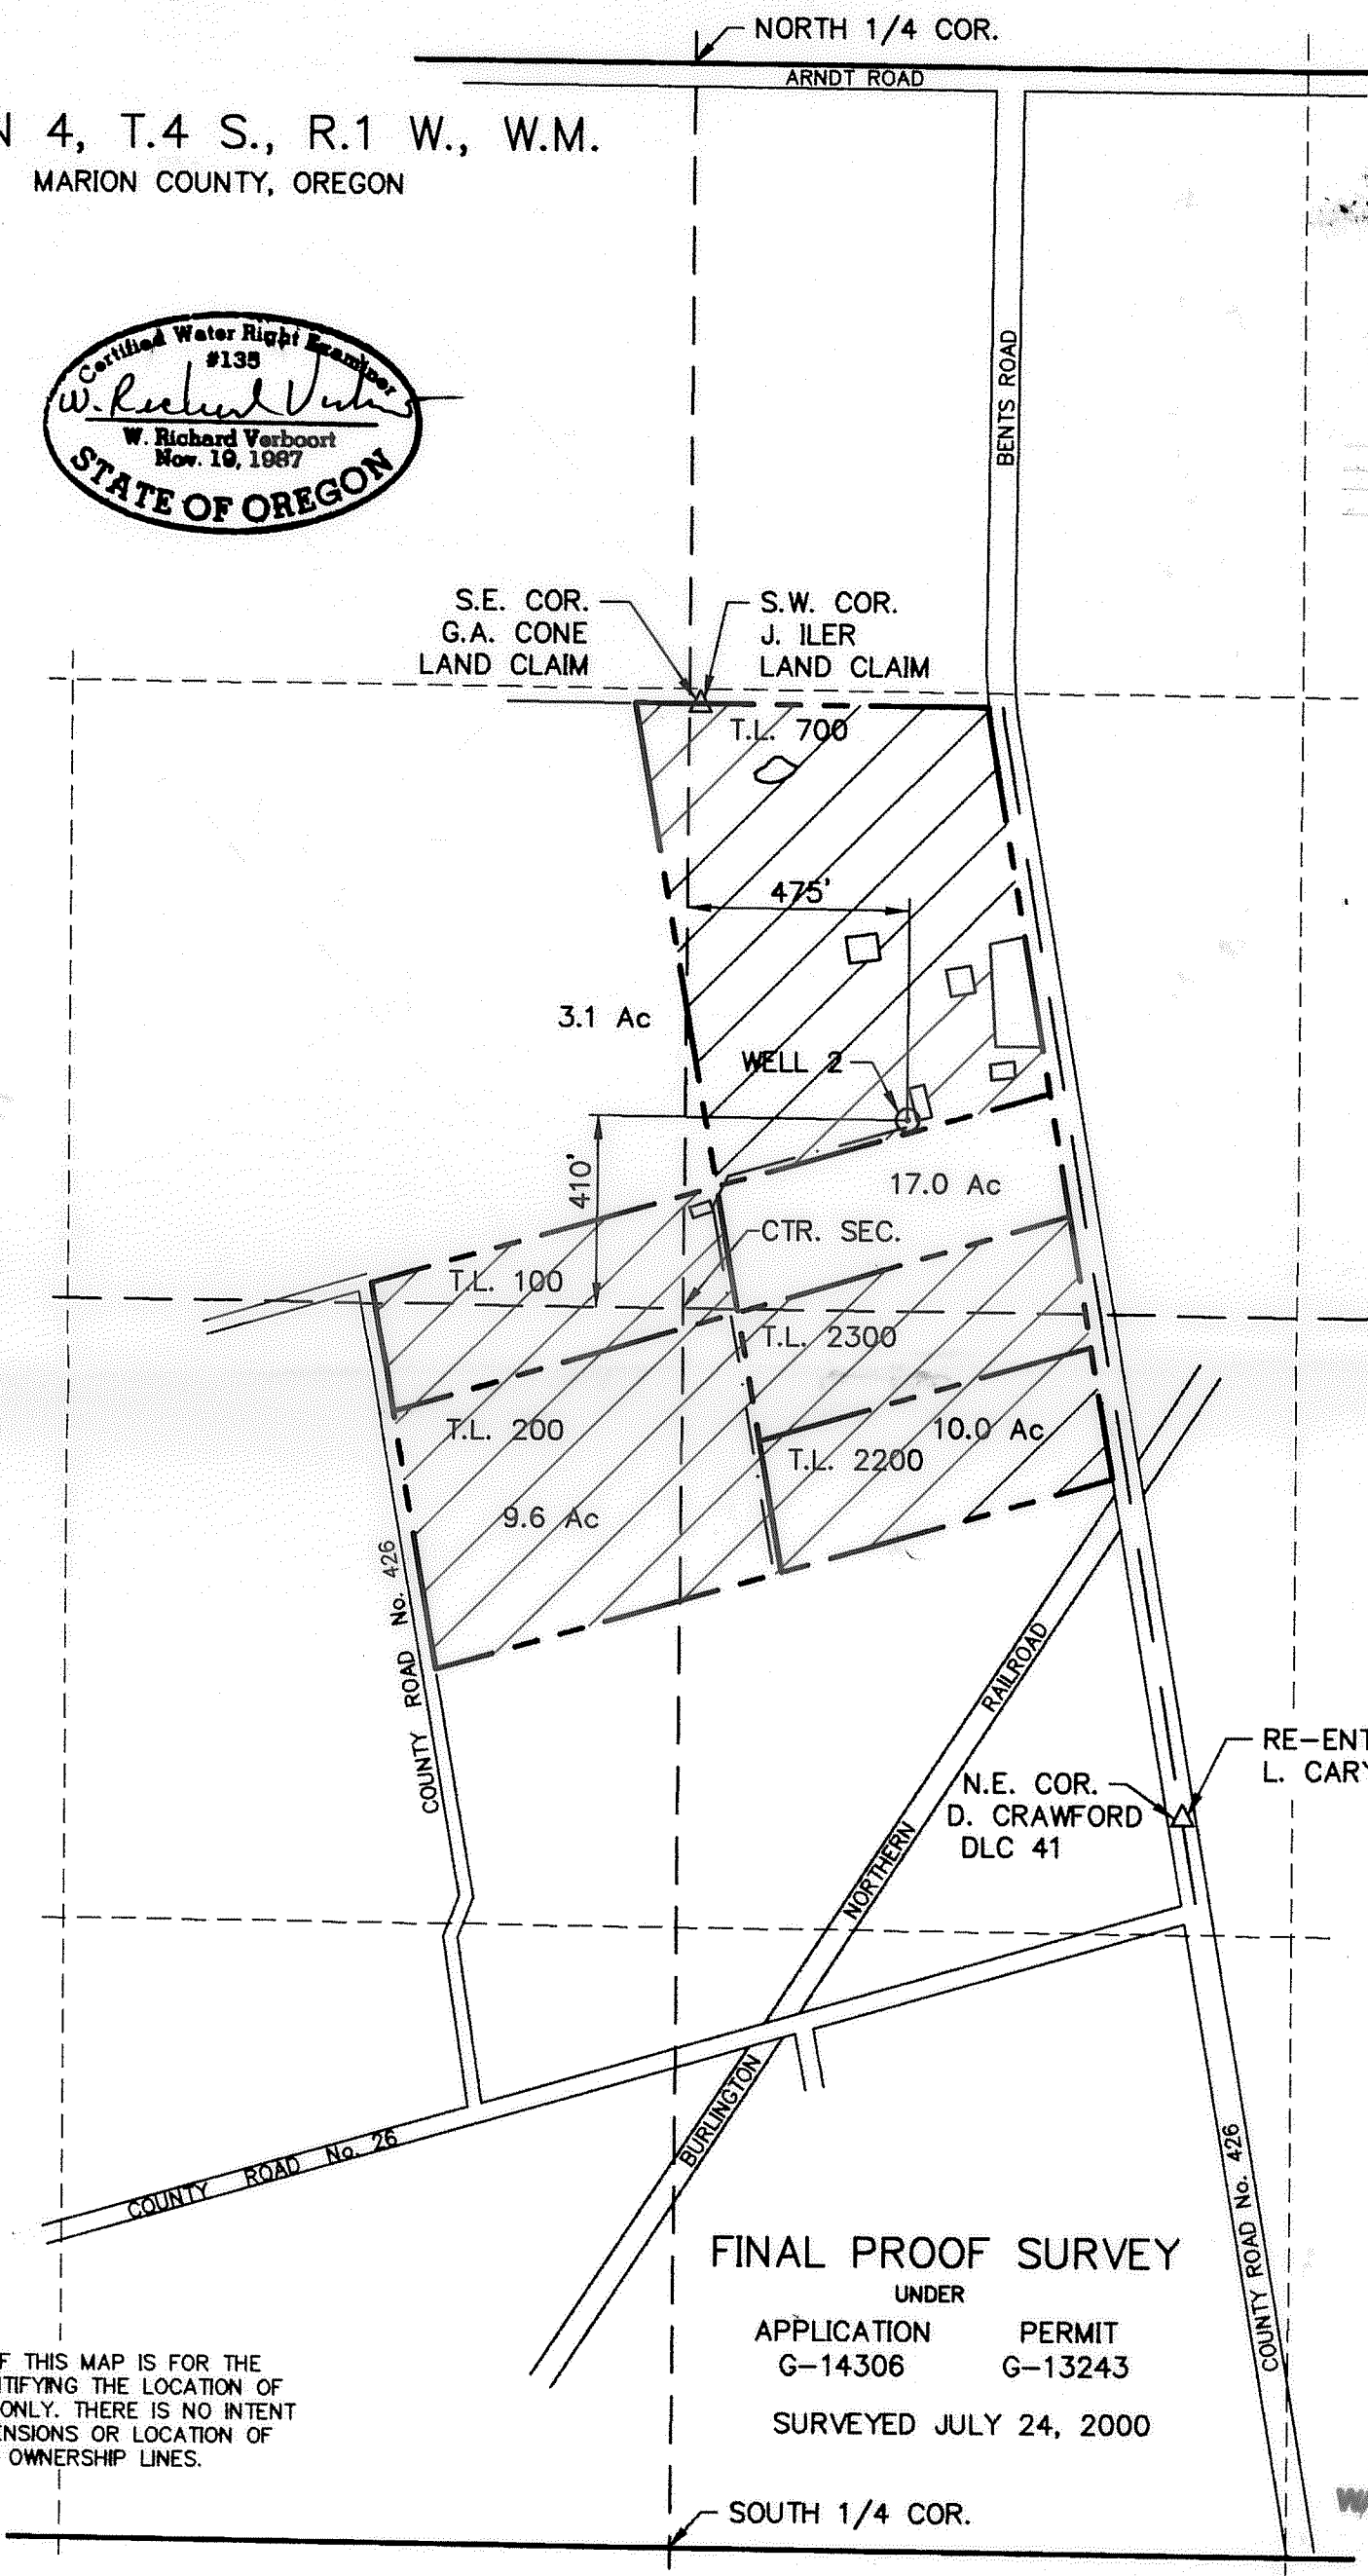 NORTH 1/4 COR.
ARNDT ROAD
N 4, T.4 S., R.1 W., W.M.
MARION COUNTY, OREGON
Certified Water Right Examiner
#135
W. Richard Verboort
Nov. 10, 1987
STATE OF OREGON
BENTS ROAD
S.E. COR.
G.A. CONE
LAND CLAIM
S.W. COR.
J. ILER
LAND CLAIM
T.L. 700
475'
3.1 Ac
WELL 2
410'
17.0 Ac
CTR. SEC.
T.L. 100
T.L. 2300
T.L. 200
10.0 Ac
T.L. 2200
9.6 Ac
COUNTY ROAD No. 426
BURLINGTON NORTHERN RAILROAD
RE-ENT
L. CARY
N.E. COR.
D. CRAWFORD
DLC 41
COUNTY ROAD No. 26
COUNTY ROAD No. 426
FINAL PROOF SURVEY
UNDER
APPLICATION PERMIT
G-14306 G-13243
SURVEYED JULY 24, 2000
F THIS MAP IS FOR THE
TIFYING THE LOCATION OF
ONLY. THERE IS NO INTENT
ENSIONS OR LOCATION OF
OWNERSHIP LINES.
SOUTH 1/4 COR.